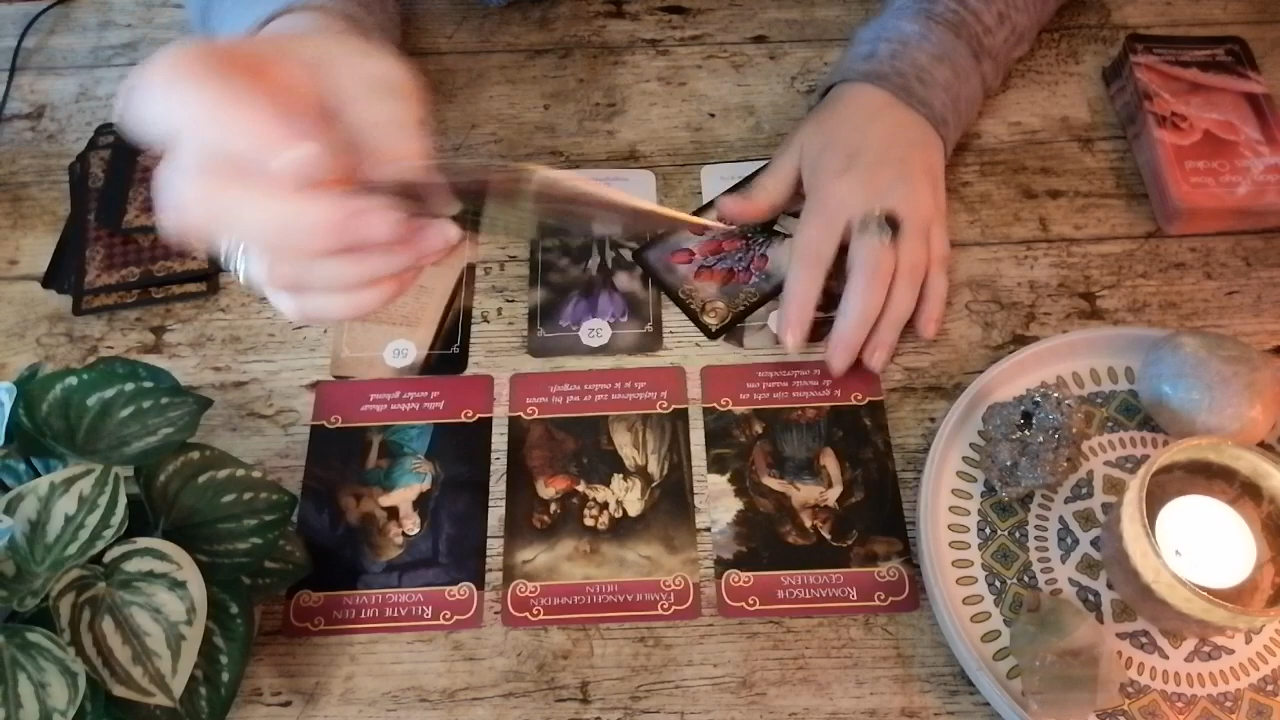 ROMANTISCHE
GEVOELENS
Je gevoelens zijn echt en
de moeite waard om
te onderzoeken.
FAMILIEAANGELEGENHEDEN
HELEN
Je liefdesleven zal er wel bij varen
als je je ouders vergeeft.
RELATIE UIT EEN
VORIG LEVEN
Jullie hebben elkaar
al eerder gekend.
32
56
Orakel